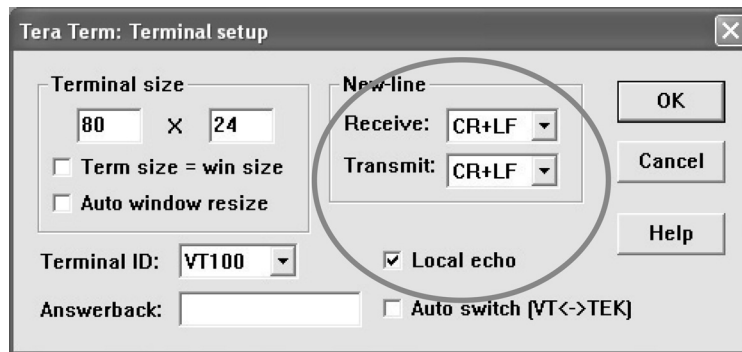 Tera Term: Terminal setup
Terminal size
80 X 24
Term size = win size
Auto window resize
Terminal ID: VT100
Answerback:
New-line
Receive: CR+LF
Transmit: CR+LF
Local echo
Auto switch (VT<->TEK)
OK
Cancel
Help